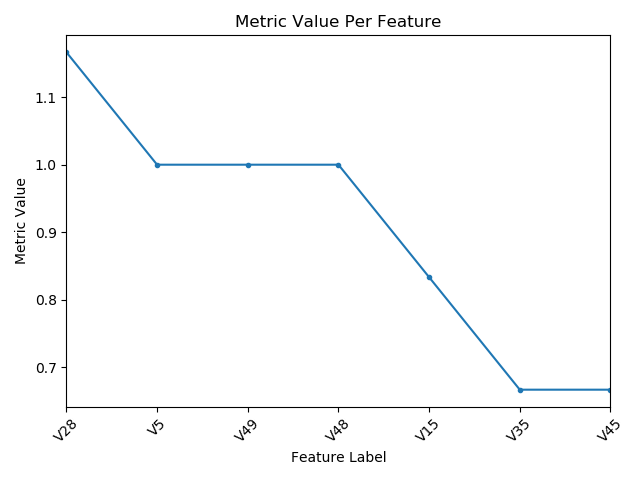 Metric Value Per Feature
Metric Value
1.1
1.0
0.9
0.8
0.7
V28
V5
V49
V48
V15
V35
V45
Feature Label